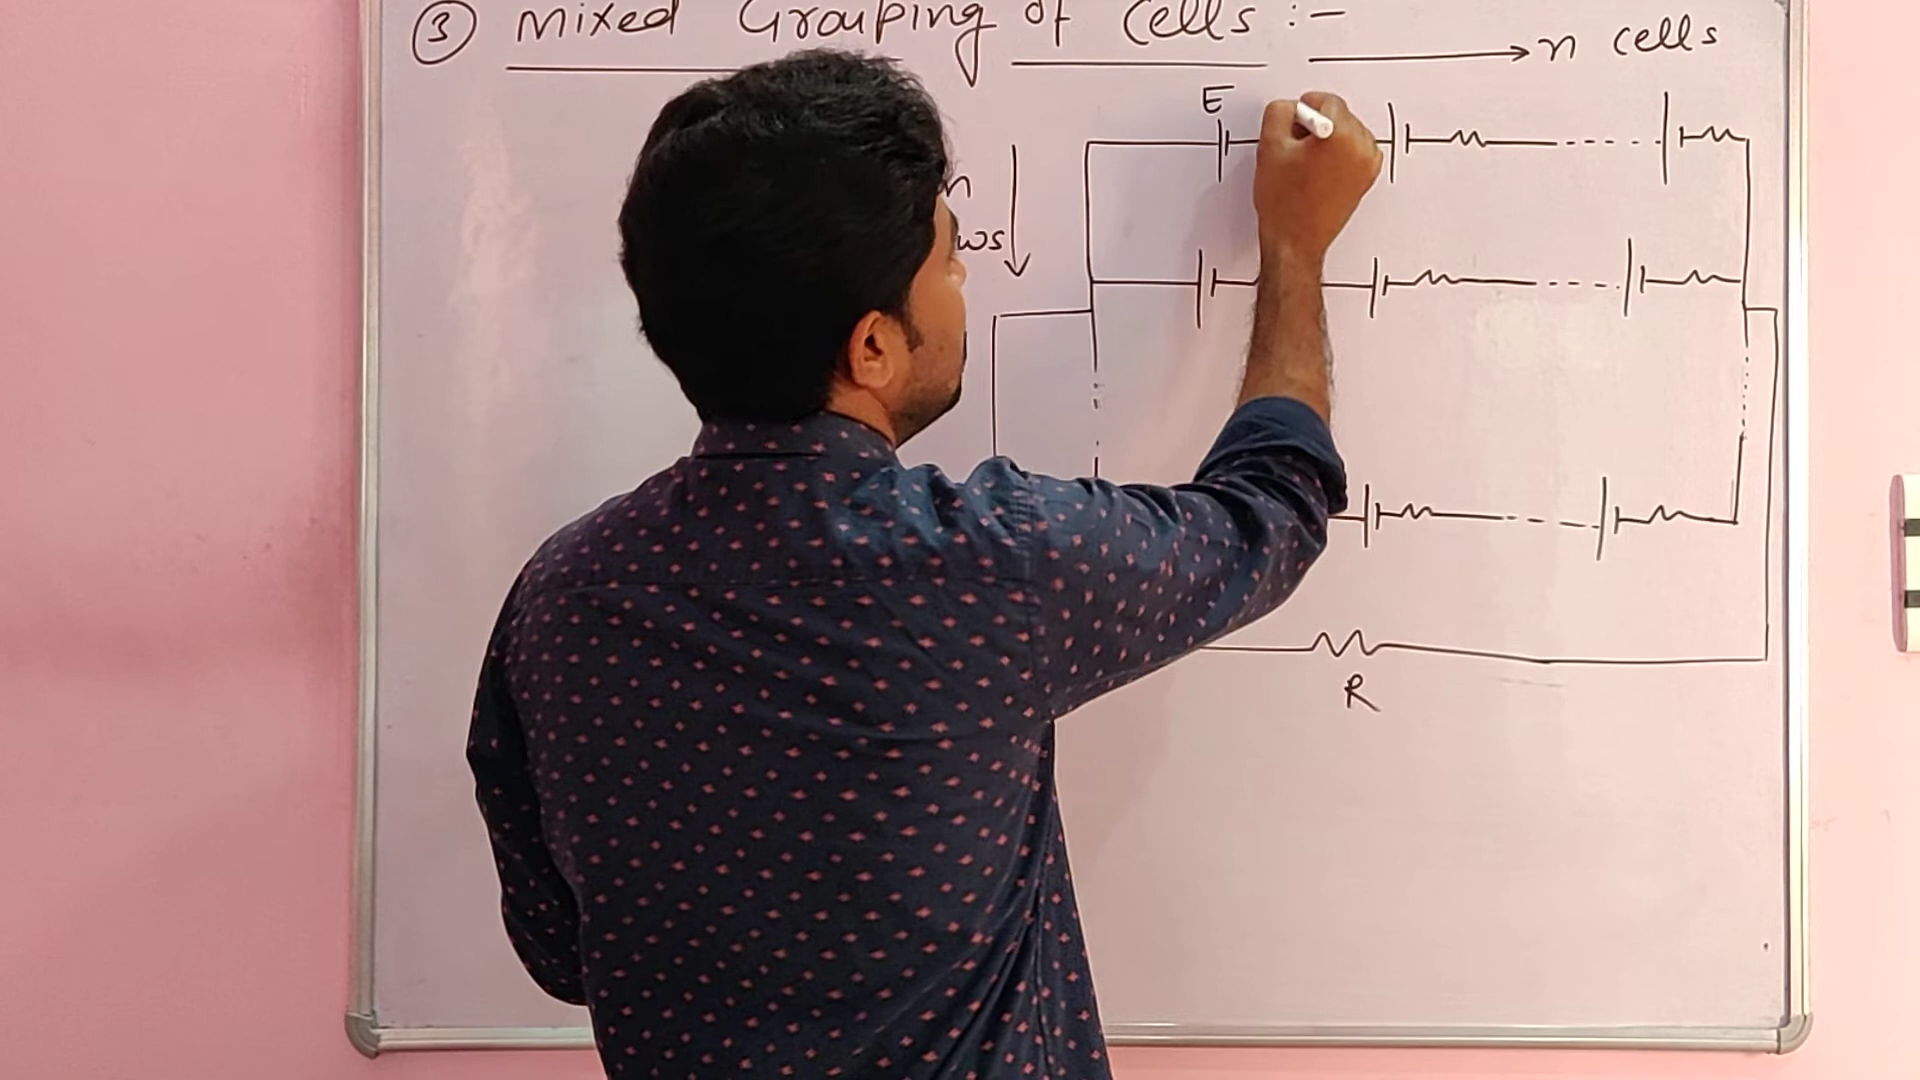 ③ Mixed Grouping of Cells :-
n cells
E
R